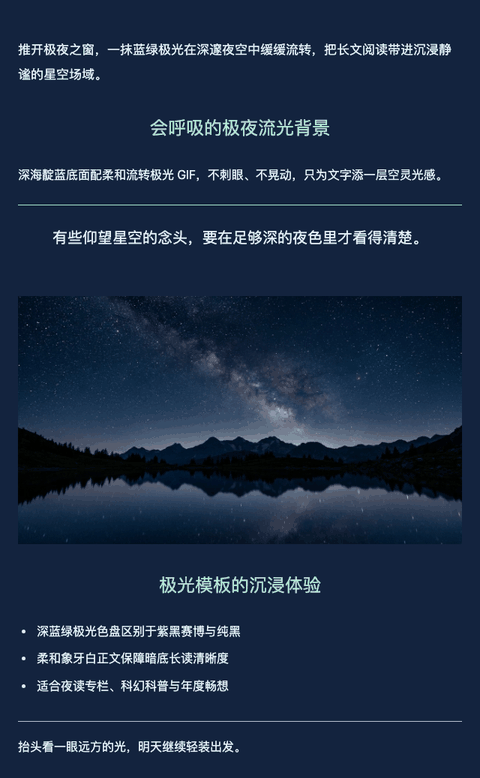 推开极夜之窗，一抹蓝绿极光在深邃夜空中缓缓流转，把长文阅读带进沉浸静
谧的星空场域。
会呼吸的极夜流光背景
深海靛蓝底面配柔和流转极光 GIF，不刺眼、不晃动，只为文字添一层空灵光感。
有些仰望星空的念头，要在足够深的夜色里才看得清楚。
极光模板的沉浸体验
• 深蓝绿极光色盘区别于紫黑赛博与纯黑
• 柔和象牙白正文保障暗底长读清晰度
• 适合夜读专栏、科幻科普与年度畅想
抬头看一眼远方的光，明天继续轻装出发。